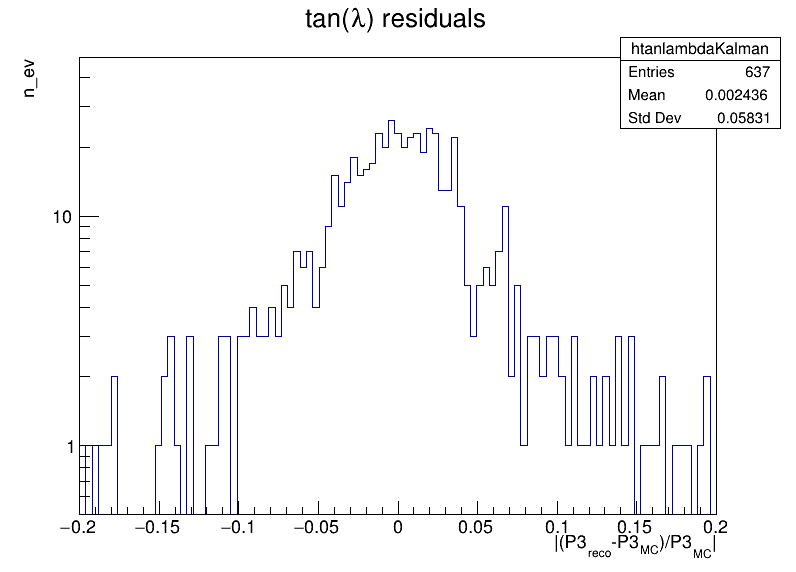 tan(λ) residuals
htanlambdaKalman
Entries 637
Mean 0.002436
Std Dev 0.05831
n_ev
10
1
−0.2 −0.15 −0.1 −0.05 0 0.05 0.1 0.15 0.2
|(P3reco-P3MC)/P3MC|